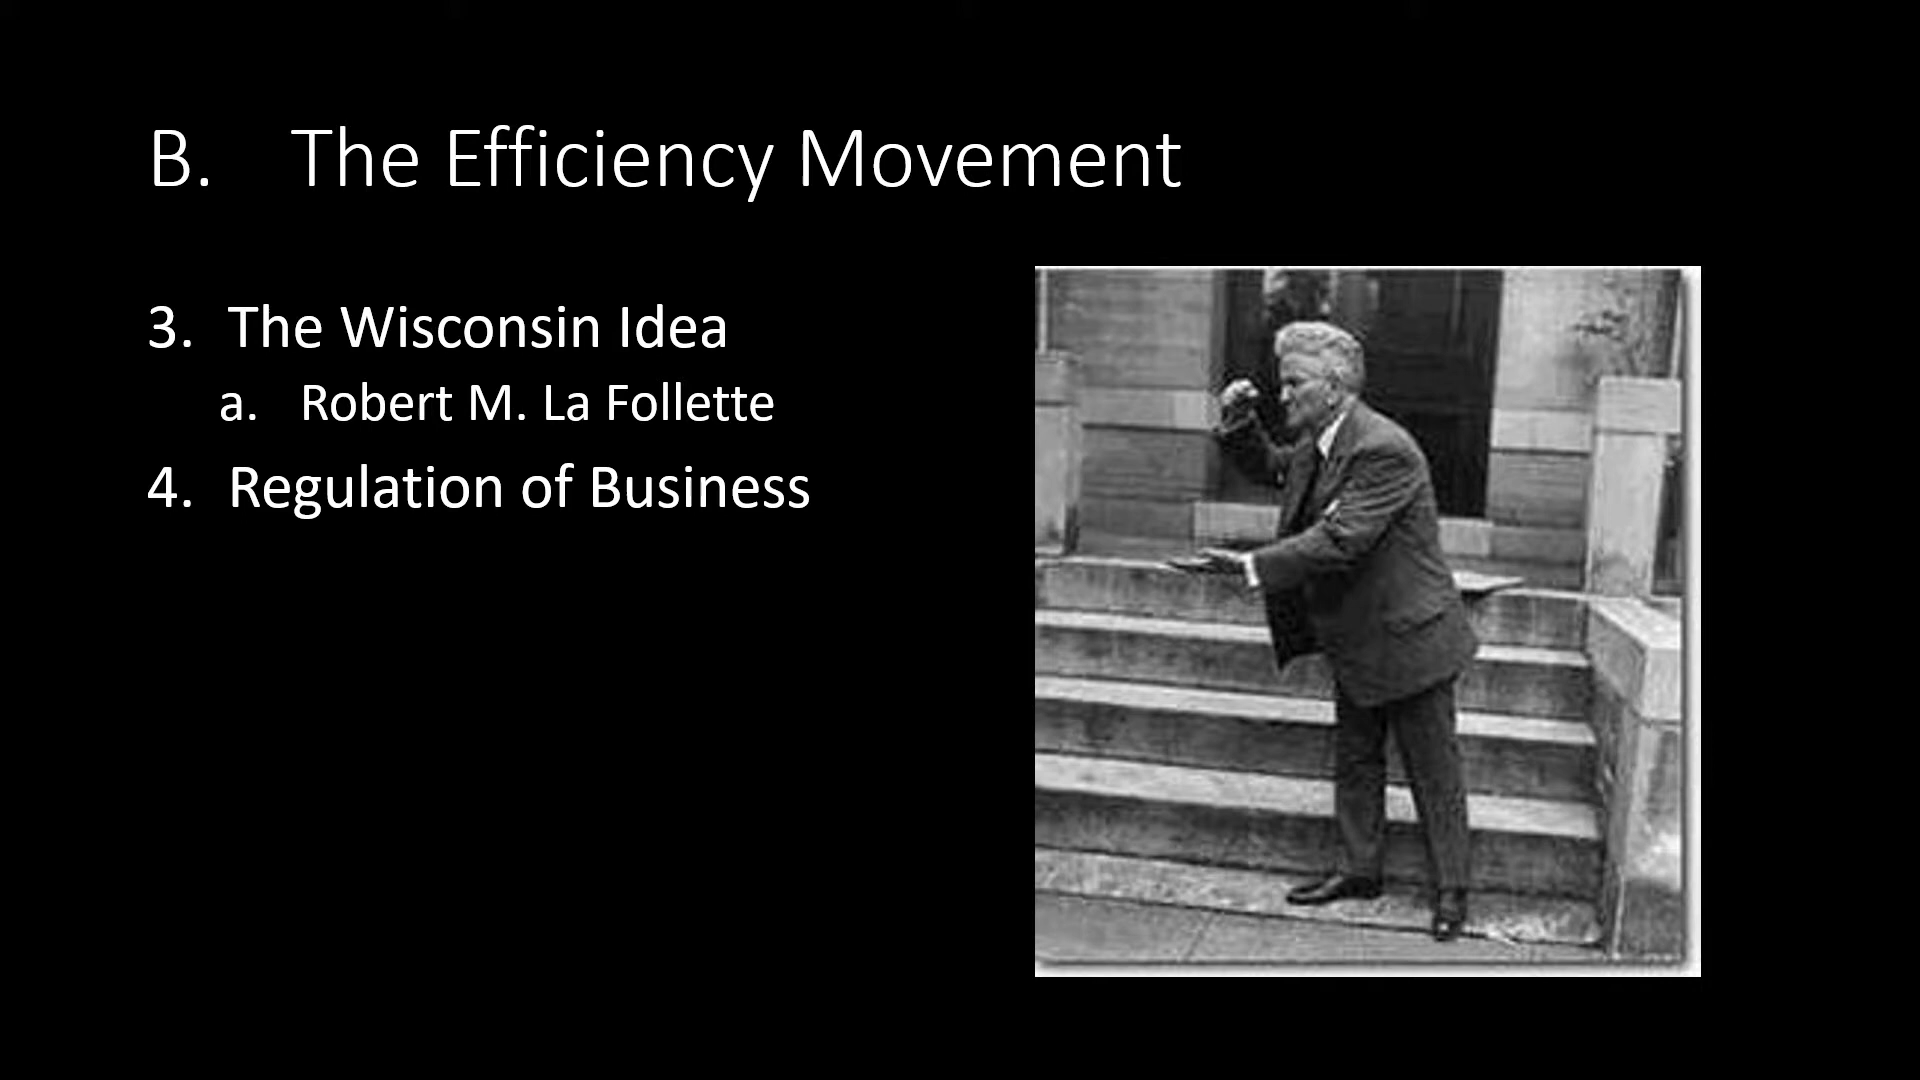 B. The Efficiency Movement
3. The Wisconsin Idea
a. Robert M. La Follette
4. Regulation of Business